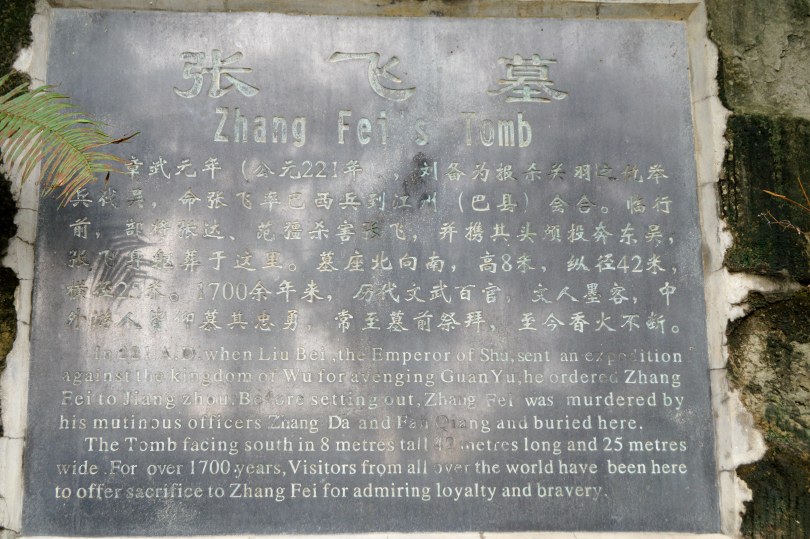 张飞墓
Zhang Fei's Tomb
章武元年（公元221年），刘备为报东吴杀关羽之仇举
兵伐吴，命张飞率巴西兵到江州（巴县）会合。临行
前，部将张达、范彊杀害张飞，并携其头颅投奔东吴，
张飞身躯葬于这里。墓座北向南，高8米，纵径42米，
横径25米。1700余年来，历代文武百官，文人墨客，中
外游人皆仰慕其忠勇，常至墓前祭拜，至今香火不断。
In 221 A.D, when Liu Bei, the Emperor of Shu, sent an expedition
against the kingdom of Wu for avenging GuanYu, he ordered Zhang
Fei to Jiang zhou. Before setting out, Zhang Fei was murdered by
his mutinous officers Zhang Da and Fan Qiang and buried here.
The Tomb facing south in 8 metres tall 42 metres long and 25 metres
wide. For over 1700 years, Visitors from all over the world have been here
to offer sacrifice to Zhang Fei for admiring loyalty and bravery.